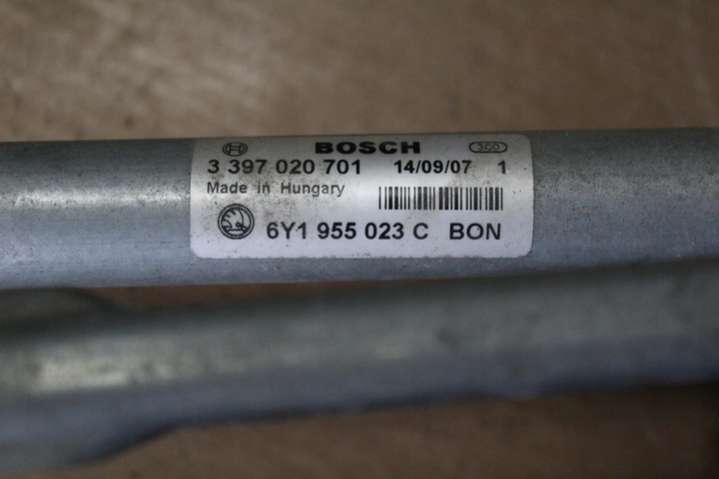 BOSCH
3 397 020 701 14/09/07 1
Made in Hungary
6Y1 955 023 C BON